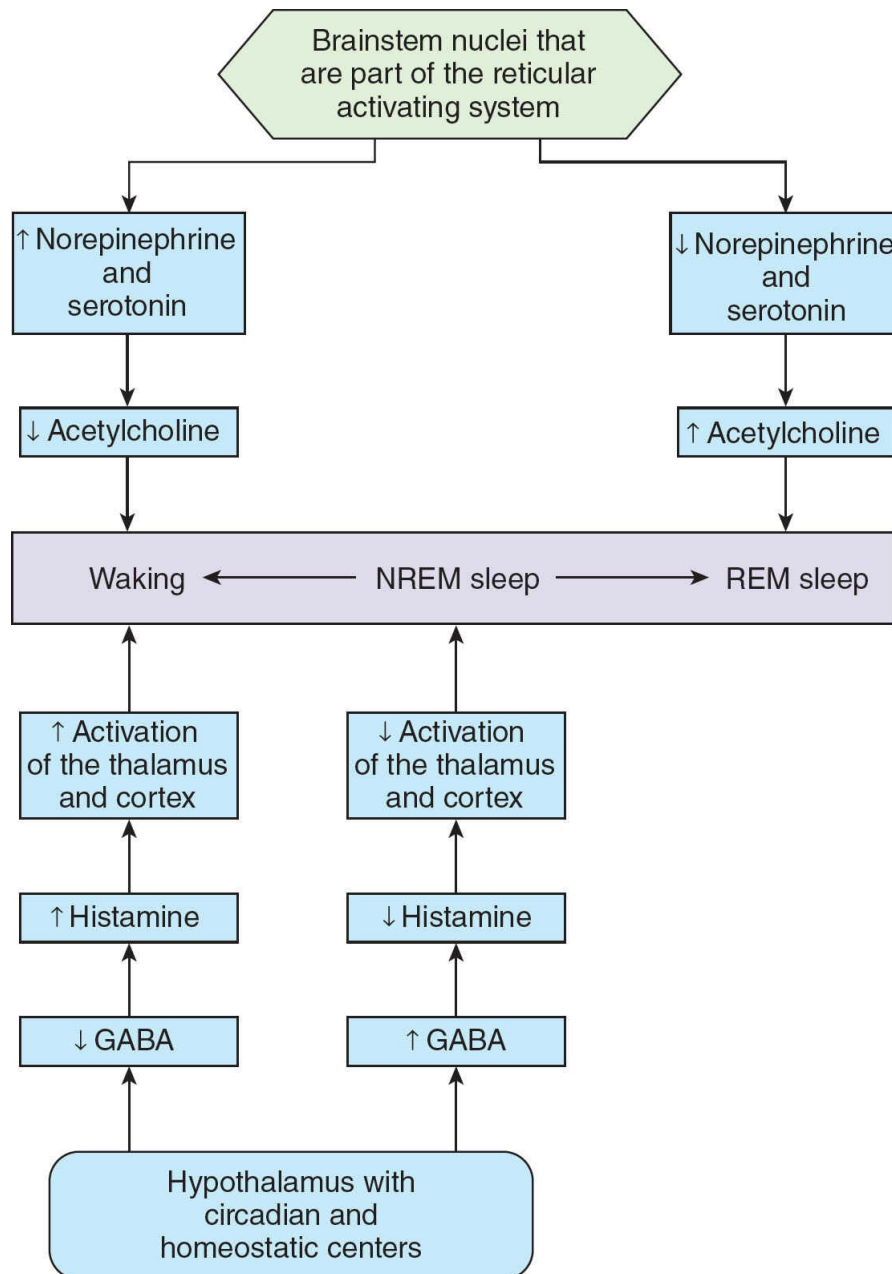 Brainstem nuclei that
are part of the reticular
activating system
↑ Norepinephrine
and
serotonin
↓ Norepinephrine
and
serotonin
↓ Acetylcholine
↑ Acetylcholine
Waking NREM sleep REM sleep
↑ Activation
of the thalamus
and cortex
↓ Activation
of the thalamus
and cortex
↑ Histamine
↓ Histamine
↓ GABA
↑ GABA
Hypothalamus with
circadian and
homeostatic centers